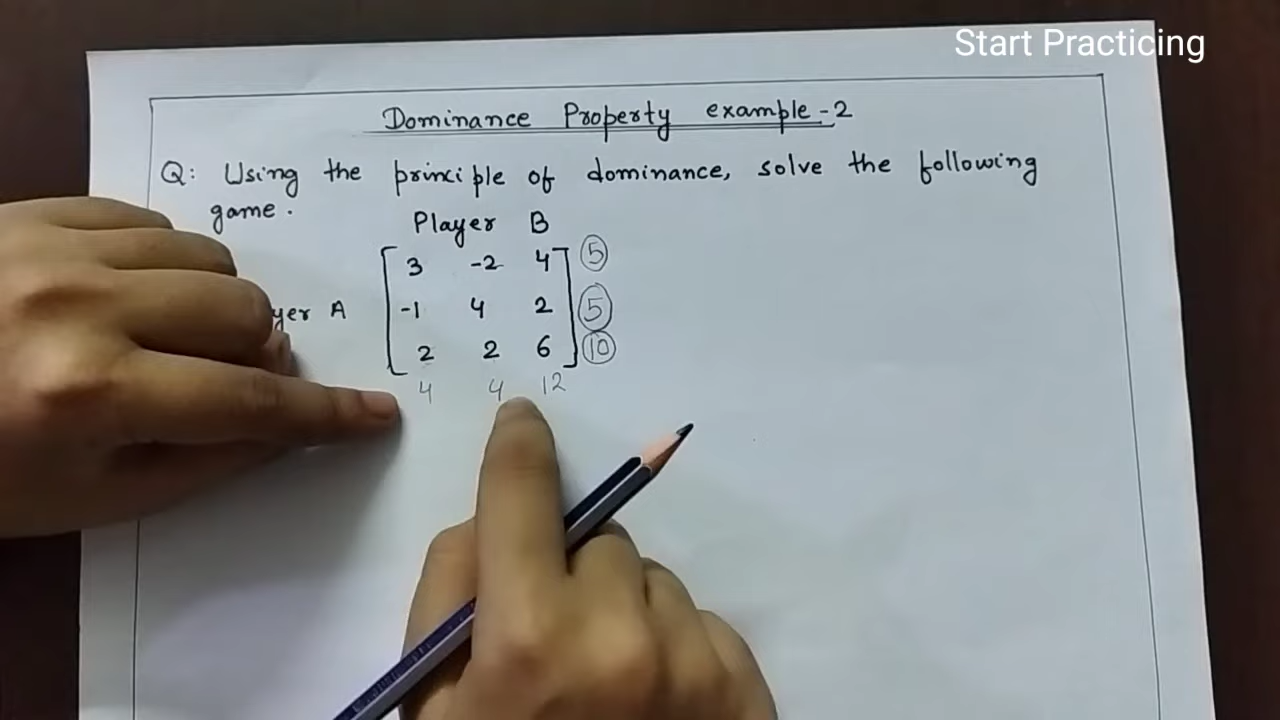 Start Practicing
Dominance Property example-2
Q: Using the principle of dominance, solve the following
game.
Player B
3 -2 4 5
yer A -1 4 2 5
2 2 6 10
4 4 12